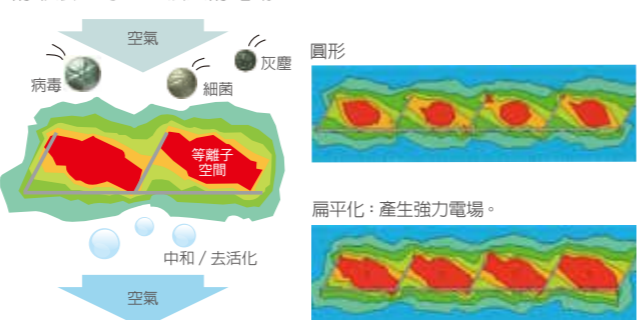 空氣
病毒
細菌
灰塵
等離子
空間
中和 / 去活化
空氣
圓形
扁平化：產生強力電場。